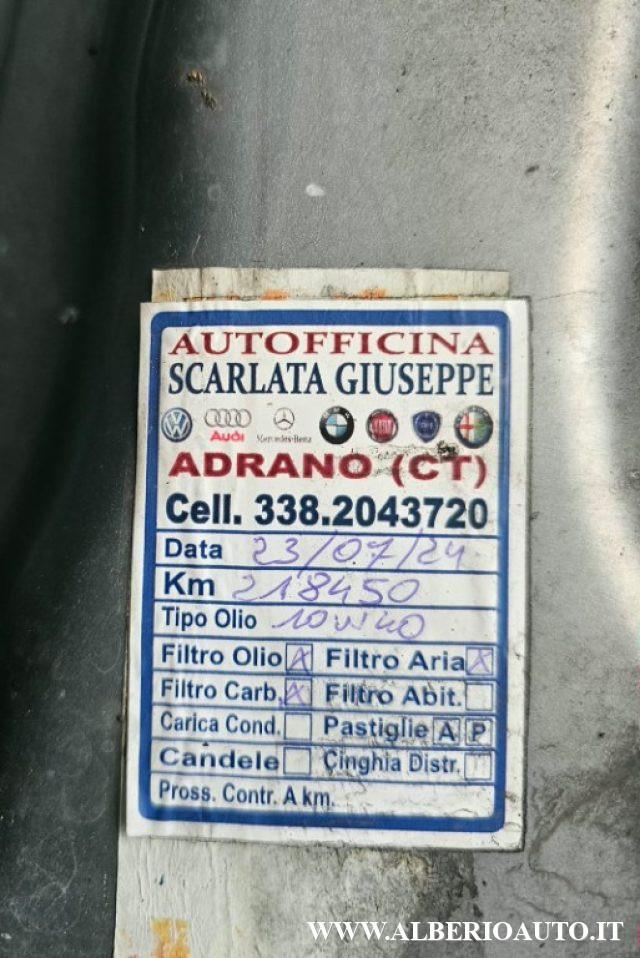 AUTOFFICINA
SCARLATA GIUSEPPE
Audi Mercedes-Benz
ADRANO (CT)
Cell. 338.2043720
Data 23/07/24
Km 218450
Tipo Olio 10W40
Filtro Olio X Filtro Aria X
Filtro Carb. X Filtro Abit.
Carica Cond. Pastiglie A P
Candele Cinghia Distr.
Pross. Contr. A km.
WWW.ALBERIOAUTO.IT